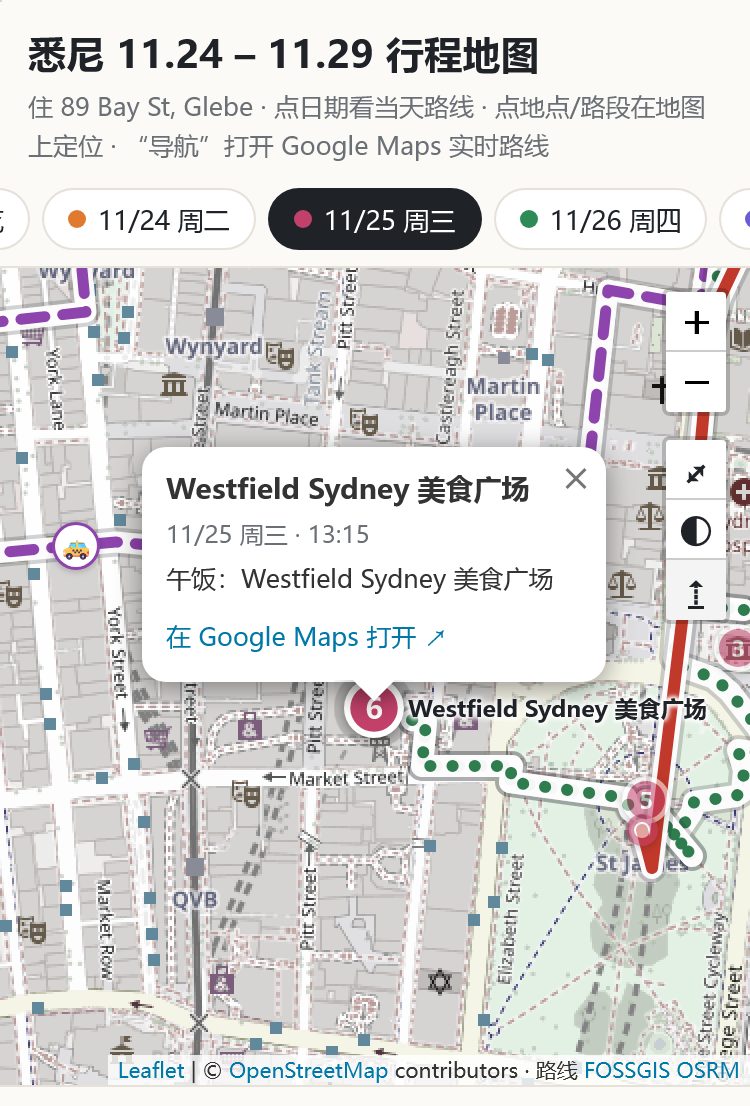 悉尼 11.24 – 11.29 行程地图
住 89 Bay St, Glebe · 点日期看当天路线 · 点地点/路段在地图
上定位 · “导航”打开 Google Maps 实时路线
11/24 周二
11/25 周三
11/26 周四
Wynyard
York Lane
Wynyard
Tank Stream
Pitt Street
Castlereagh Street
Martin Place
Martin
Place
+
−
Westfield Sydney 美食广场
11/25 周三 · 13:15
午饭：Westfield Sydney 美食广场
在 Google Maps 打开 ↗
York Street
3
6
Westfield Sydney 美食广场
Market Street
5
St James
QVB
Pitt Street
Elizabeth Street
Market Row
Street Cycleway
Leaflet | © OpenStreetMap contributors · 路线 FOSSGIS OSRM